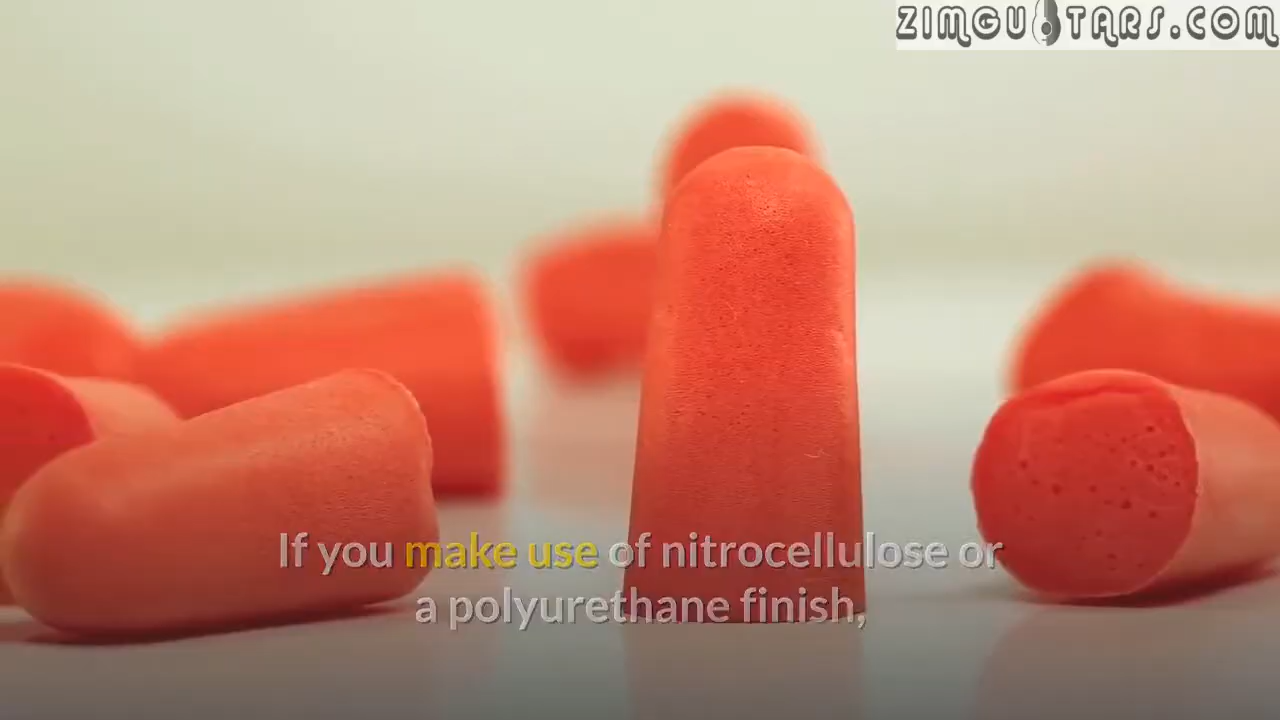 ZIMGUITARS.COM
If you make use of nitrocellulose or
a polyurethane finish,